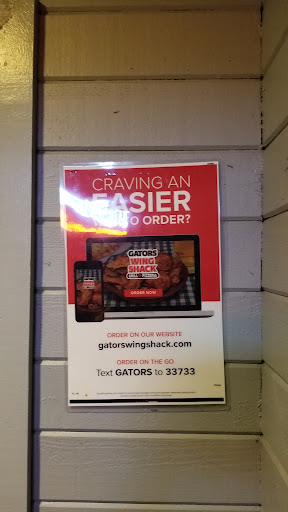 CRAVING AN
EASIER
TO ORDER?
GATORS
WING
SHACK
ORDER NOW
ORDER ON OUR WEBSITE
gatorswingshack.com
ORDER ON THE GO
Text GATORS to 33733